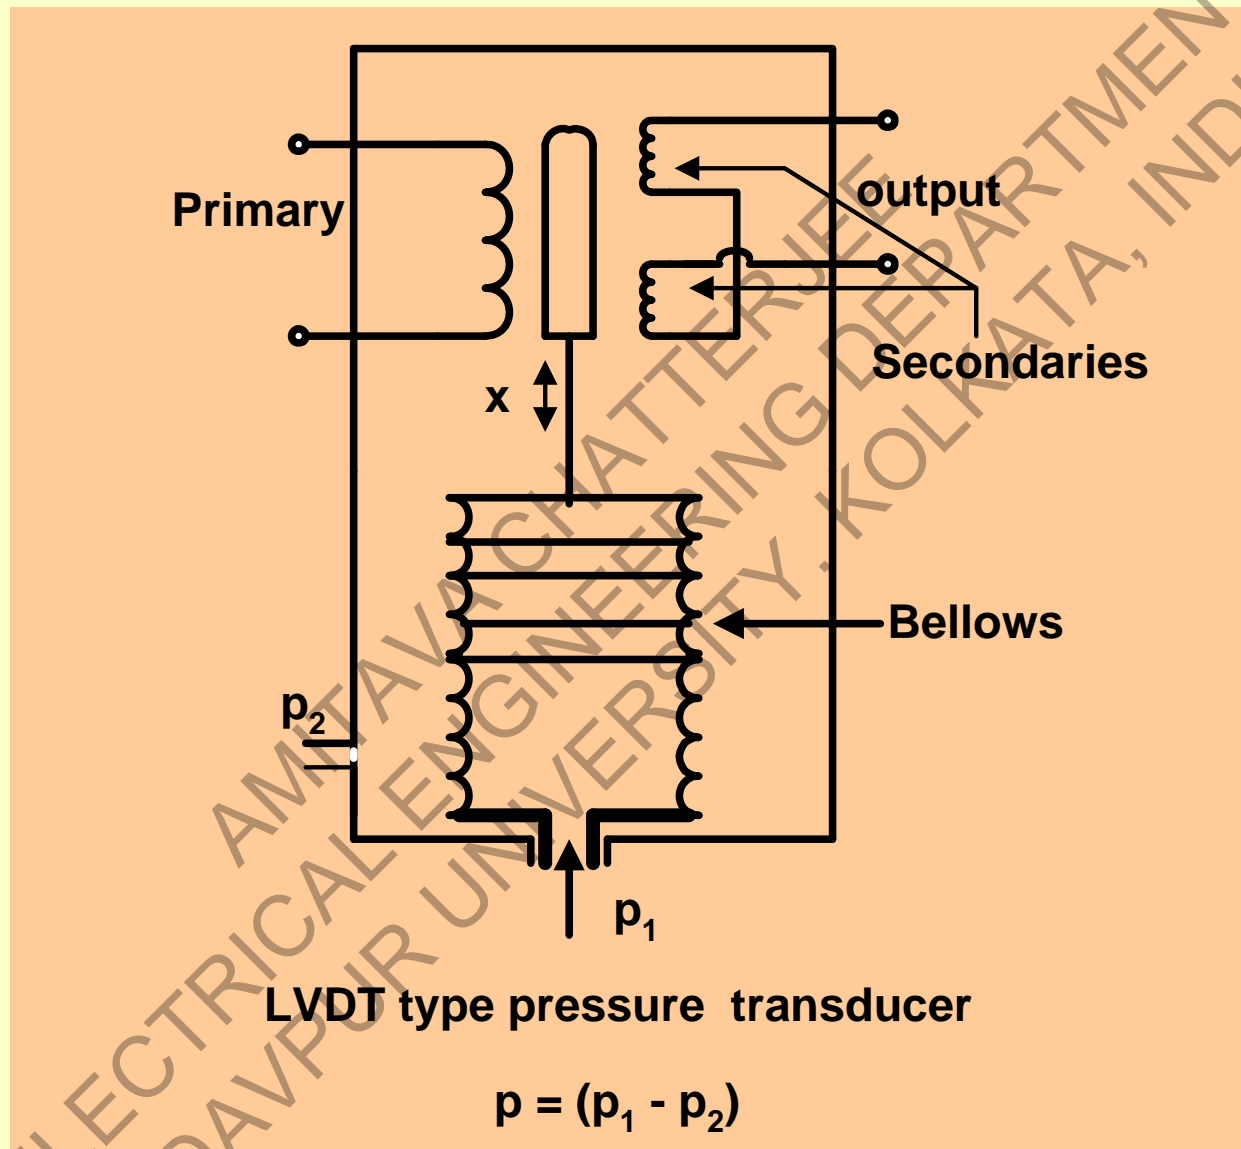 Primary
output
Secondaries
x
Bellows
p2
p1
LVDT type pressure transducer
p = (p1 - p2)
AMITAVA CHATTERJEE
ELECTRICAL ENGINEERING DEPARTMENT
JADAVPUR UNIVERSITY. KOLKATA, INDI